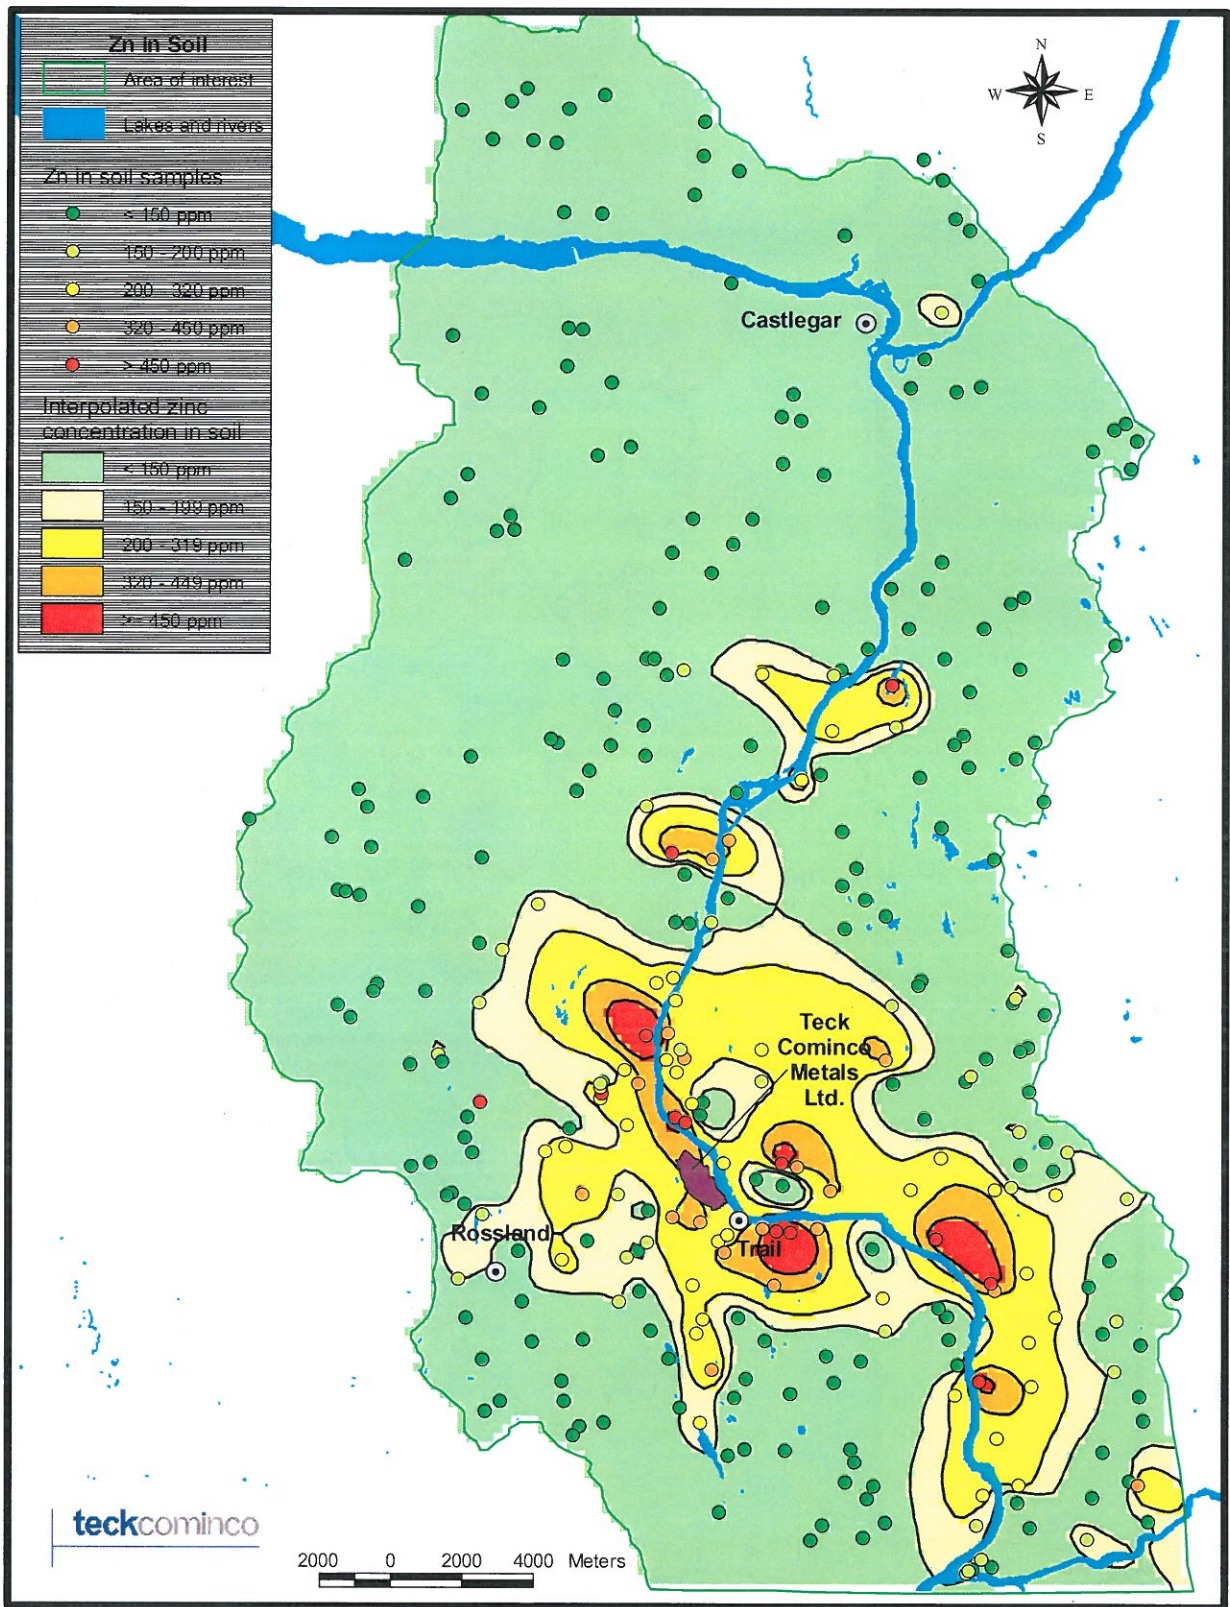 Zn in Soil
Area of interest
Lakes and rivers
Zn in soil samples
< 150 ppm
150 - 200 ppm
200 - 320 ppm
320 - 450 ppm
> 450 ppm
Interpolated zinc
concentration in soil
< 150 ppm
150 - 199 ppm
200 - 319 ppm
320 - 449 ppm
>= 450 ppm
N
W
E
S
Castlegar
Teck
Cominco
Metals
Ltd.
Rossland
Trail
teckcominco
2000 0 2000 4000 Meters